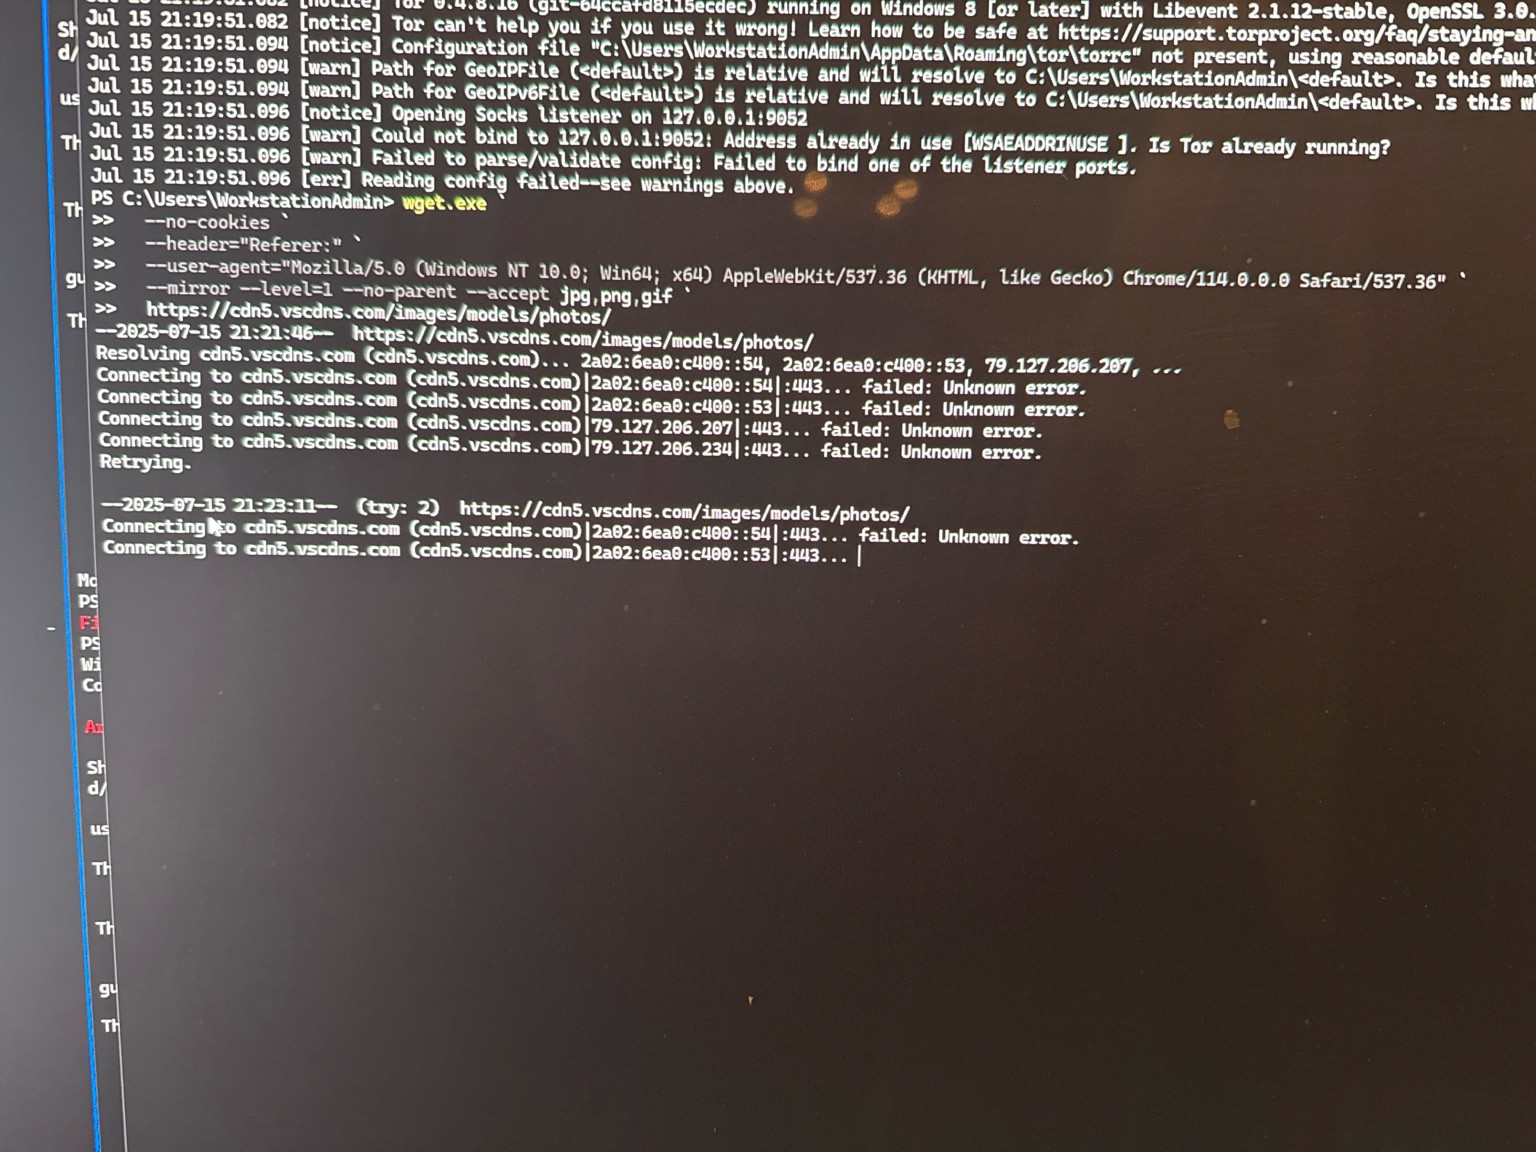 Jul 15 21:19:51.082 [notice] Tor 0.4.8.16 (git-64ccafd8115ecdec) running on Windows 8 [or later] with Libevent 2.1.12-stable, OpenSSL 3.0.
Jul 15 21:19:51.082 [notice] Tor can't help you if you use it wrong! Learn how to be safe at https://support.torproject.org/faq/staying-an
Jul 15 21:19:51.094 [notice] Configuration file "C:\Users\WorkstationAdmin\AppData\Roaming\tor\torrc" not present, using reasonable defaul
Jul 15 21:19:51.094 [warn] Path for GeoIPFile (<default>) is relative and will resolve to C:\Users\WorkstationAdmin\<default>. Is this wha
Jul 15 21:19:51.094 [warn] Path for GeoIPv6File (<default>) is relative and will resolve to C:\Users\WorkstationAdmin\<default>. Is this wh
Jul 15 21:19:51.096 [notice] Opening Socks listener on 127.0.0.1:9052
Jul 15 21:19:51.096 [warn] Could not bind to 127.0.0.1:9052: Address already in use [WSAEADDRINUSE ]. Is Tor already running?
Jul 15 21:19:51.096 [warn] Failed to parse/validate config: Failed to bind one of the listener ports.
Jul 15 21:19:51.096 [err] Reading config failed--see warnings above.
PS C:\Users\WorkstationAdmin> wget.exe `
>>   --no-cookies `
>>   --header="Referer:" `
>>   --user-agent="Mozilla/5.0 (Windows NT 10.0; Win64; x64) AppleWebKit/537.36 (KHTML, like Gecko) Chrome/114.0.0.0 Safari/537.36" `
>>   --mirror --level=1 --no-parent --accept jpg,png,gif `
>>   https://cdn5.vscdns.com/images/models/photos/
--2025-07-15 21:21:46--  https://cdn5.vscdns.com/images/models/photos/
Resolving cdn5.vscdns.com (cdn5.vscdns.com)... 2a02:6ea0:c400::54, 2a02:6ea0:c400::53, 79.127.206.207, ...
Connecting to cdn5.vscdns.com (cdn5.vscdns.com)|2a02:6ea0:c400::54|:443... failed: Unknown error.
Connecting to cdn5.vscdns.com (cdn5.vscdns.com)|2a02:6ea0:c400::53|:443... failed: Unknown error.
Connecting to cdn5.vscdns.com (cdn5.vscdns.com)|79.127.206.207|:443... failed: Unknown error.
Connecting to cdn5.vscdns.com (cdn5.vscdns.com)|79.127.206.234|:443... failed: Unknown error.
Retrying.
--2025-07-15 21:23:11--  (try: 2)  https://cdn5.vscdns.com/images/models/photos/
Connecting to cdn5.vscdns.com (cdn5.vscdns.com)|2a02:6ea0:c400::54|:443... failed: Unknown error.
Connecting to cdn5.vscdns.com (cdn5.vscdns.com)|2a02:6ea0:c400::53|:443...
Sh
d/
us
Th
Th
gu
Th
Mo
PS
Fi
PS
Wi
Co
An
Sh
d/
us
Th
Th
gu
Th